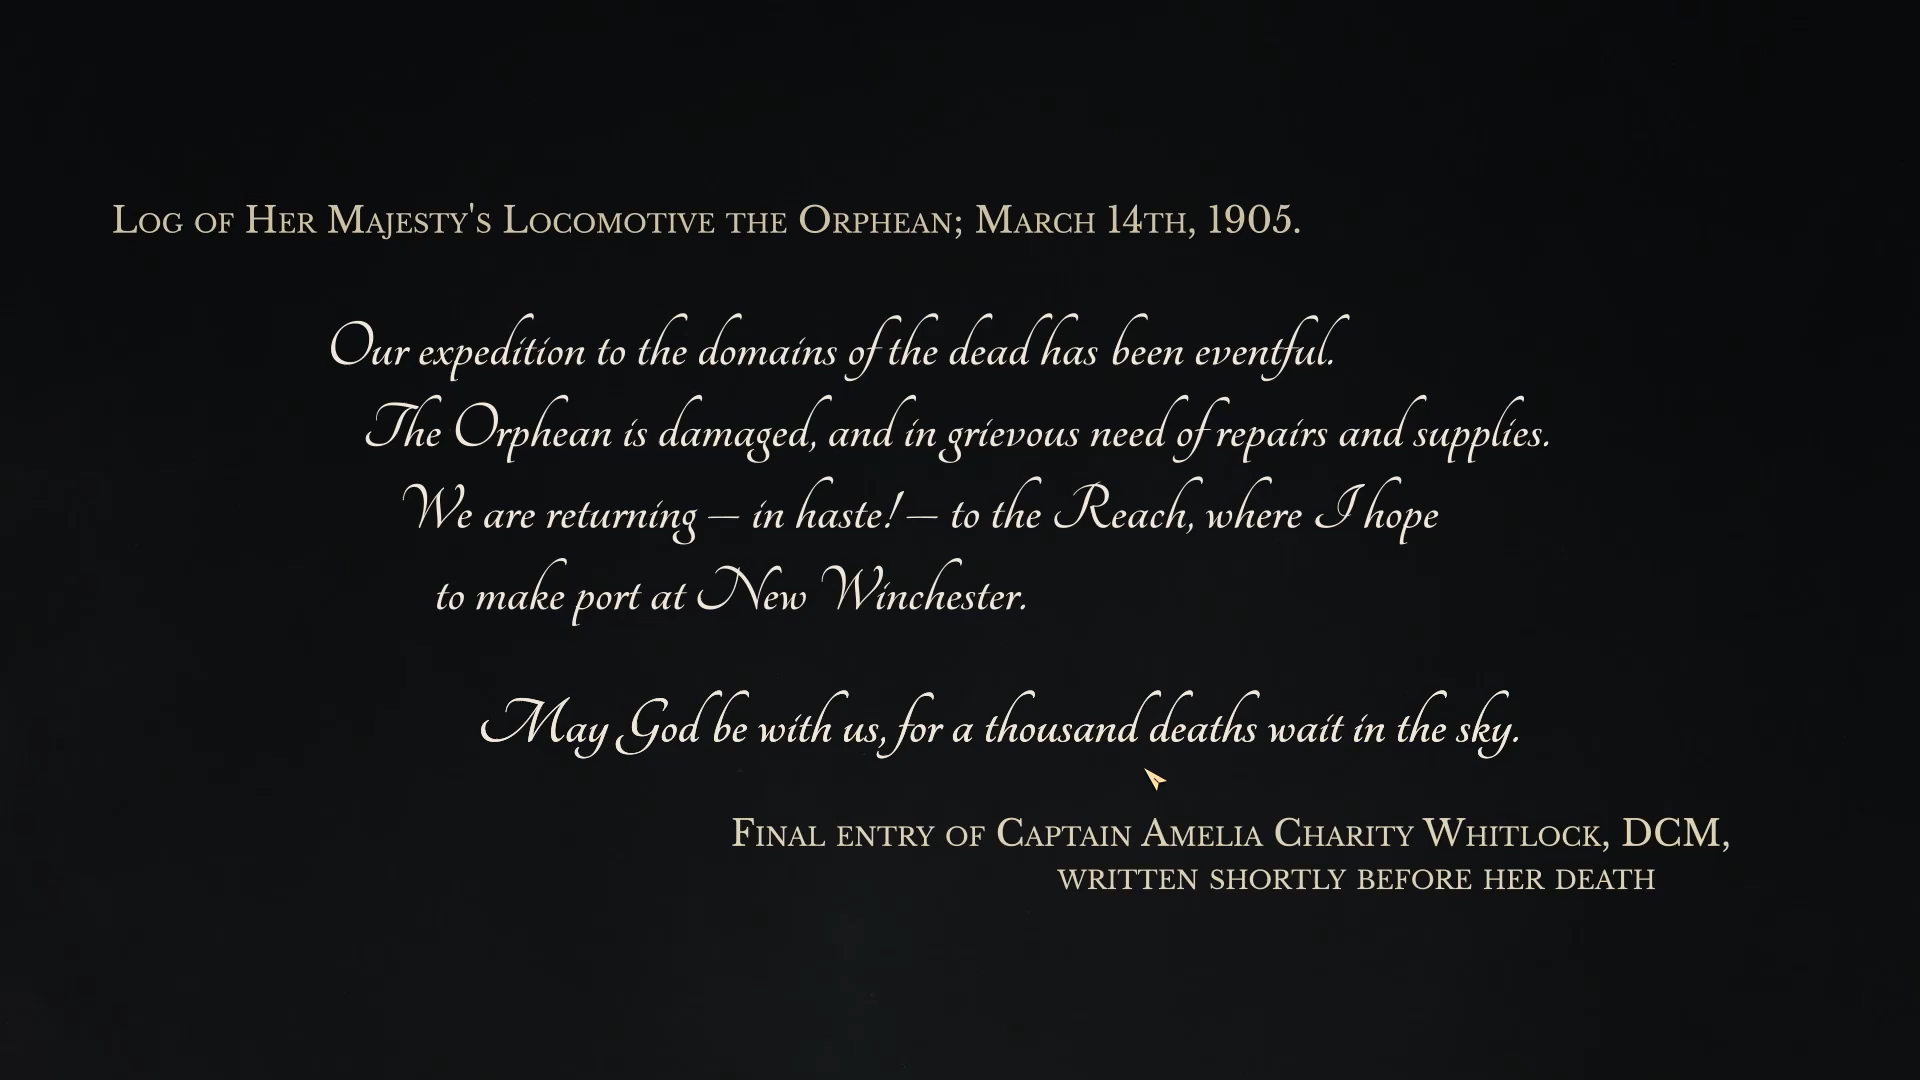 Log of Her Majesty's Locomotive the Orphean; March 14th, 1905.
Our expedition to the domains of the dead has been eventful.
The Orphean is damaged, and in grievous need of repairs and supplies.
We are returning – in haste! – to the Reach, where I hope
to make port at New Winchester.
May God be with us, for a thousand deaths wait in the sky.
Final entry of Captain Amelia Charity Whitlock, DCM,
written shortly before her death